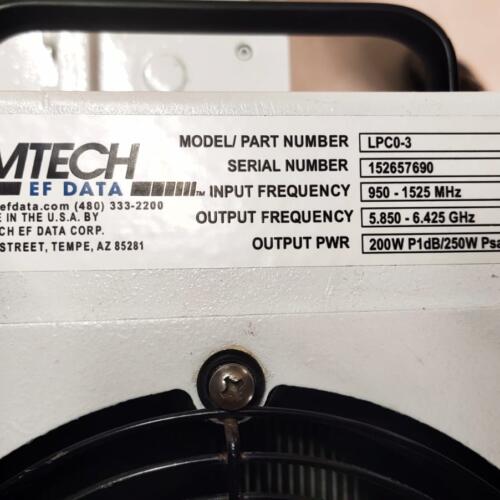 MTECH
EF DATA
efdata.com (480) 333-2200
E IN THE U.S.A. BY
CH EF DATA CORP.
STREET, TEMPE, AZ 85281
MODEL/ PART NUMBER LPC0-3
SERIAL NUMBER 152657690
INPUT FREQUENCY 950 - 1525 MHz
OUTPUT FREQUENCY 5.850 - 6.425 GHz
OUTPUT PWR 200W P1dB/250W Psa